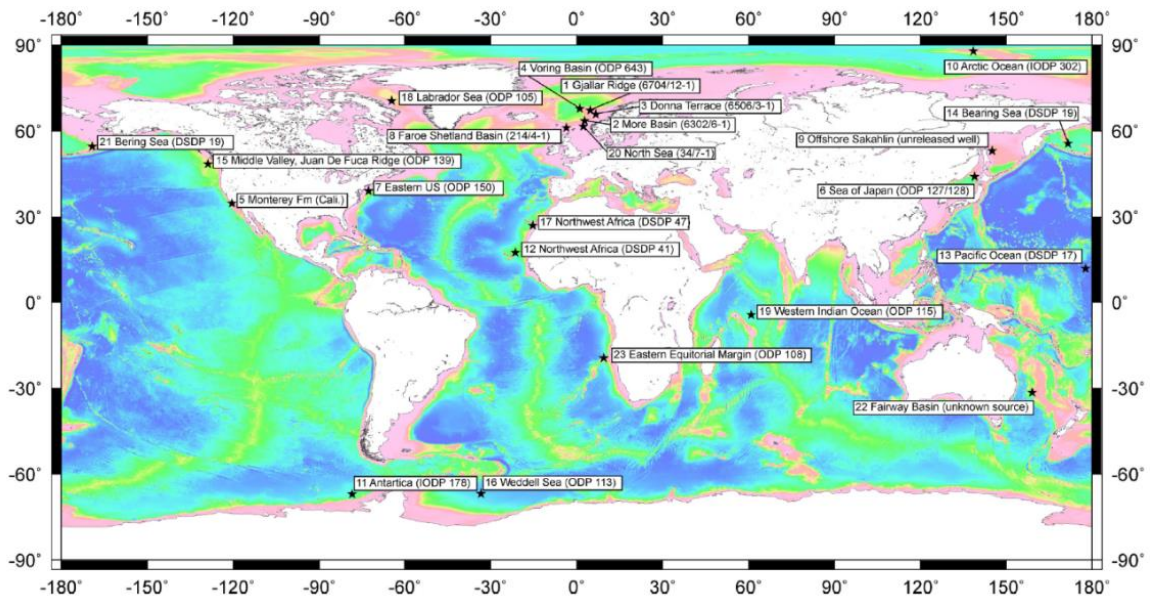 -180° -150° -120° -90° -60° -30° 0° 30° 60° 90° 120° 150° 180°
90° 90°
4 Voring Basin (ODP 643)
10 Arctic Ocean (IODP 302)
1 Gjallar Ridge (6704/12-1)
18 Labrador Sea (ODP 105)
3 Donna Terrace (6506/3-1)
14 Bearing Sea (DSDP 19)
2 More Basin (6302/6-1)
60° 60°
8 Faroe Shetland Basin (214/4-1)
21 Bering Sea (DSDP 19)
9 Offshore Sakahlin (unreleased well)
20 North Sea (34/7-1)
15 Middle Valley, Juan De Fuca Ridge (ODP 139)
7 Eastern US (ODP 150)
6 Sea of Japan (ODP 127/128)
5 Monterey Fm (Cali.)
30° 30°
17 Northwest Africa (DSDP 47)
12 Northwest Africa (DSDP 41)
13 Pacific Ocean (DSDP 17)
0° 0°
19 Western Indian Ocean (ODP 115)
23 Eastern Equitorial Margin (ODP 108)
-30° -30°
22 Fairway Basin (unknown source)
-60° -60°
11 Antartica (IODP 178)
16 Weddell Sea (ODP 113)
-90° -90°
-180° -150° -120° -90° -60° -30° 0° 30° 60° 90° 120° 150° 180°